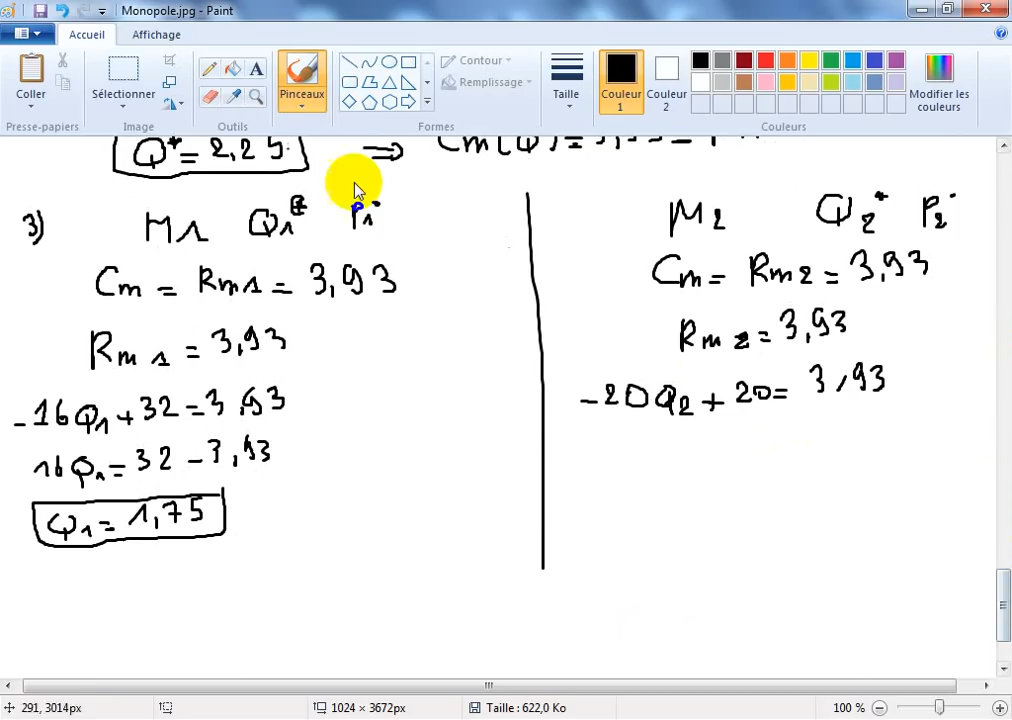 Monopole.jpg - Paint
Accueil Affichage
Coller
Sélectionner
Pinceaux
Contour
Remplissage
Taille
Couleur 1
Couleur 2
Modifier les couleurs
Presse-papiers Image Outils Formes Couleurs
Q* = 2,25 ⇒
3) M1 Q1* P1*
Cm = Rm1 = 3,93
Rm1 = 3,93
-16Q1 + 32 = 3,93
16Q1 = 32 - 3,93
Q1 = 1,75
M2 Q2* P2*
Cm = Rm2 = 3,93
Rm2 = 3,93
-20Q2 + 20 = 3,93
291, 3014px 1024 × 3672px Taille : 622,0 Ko 100 %